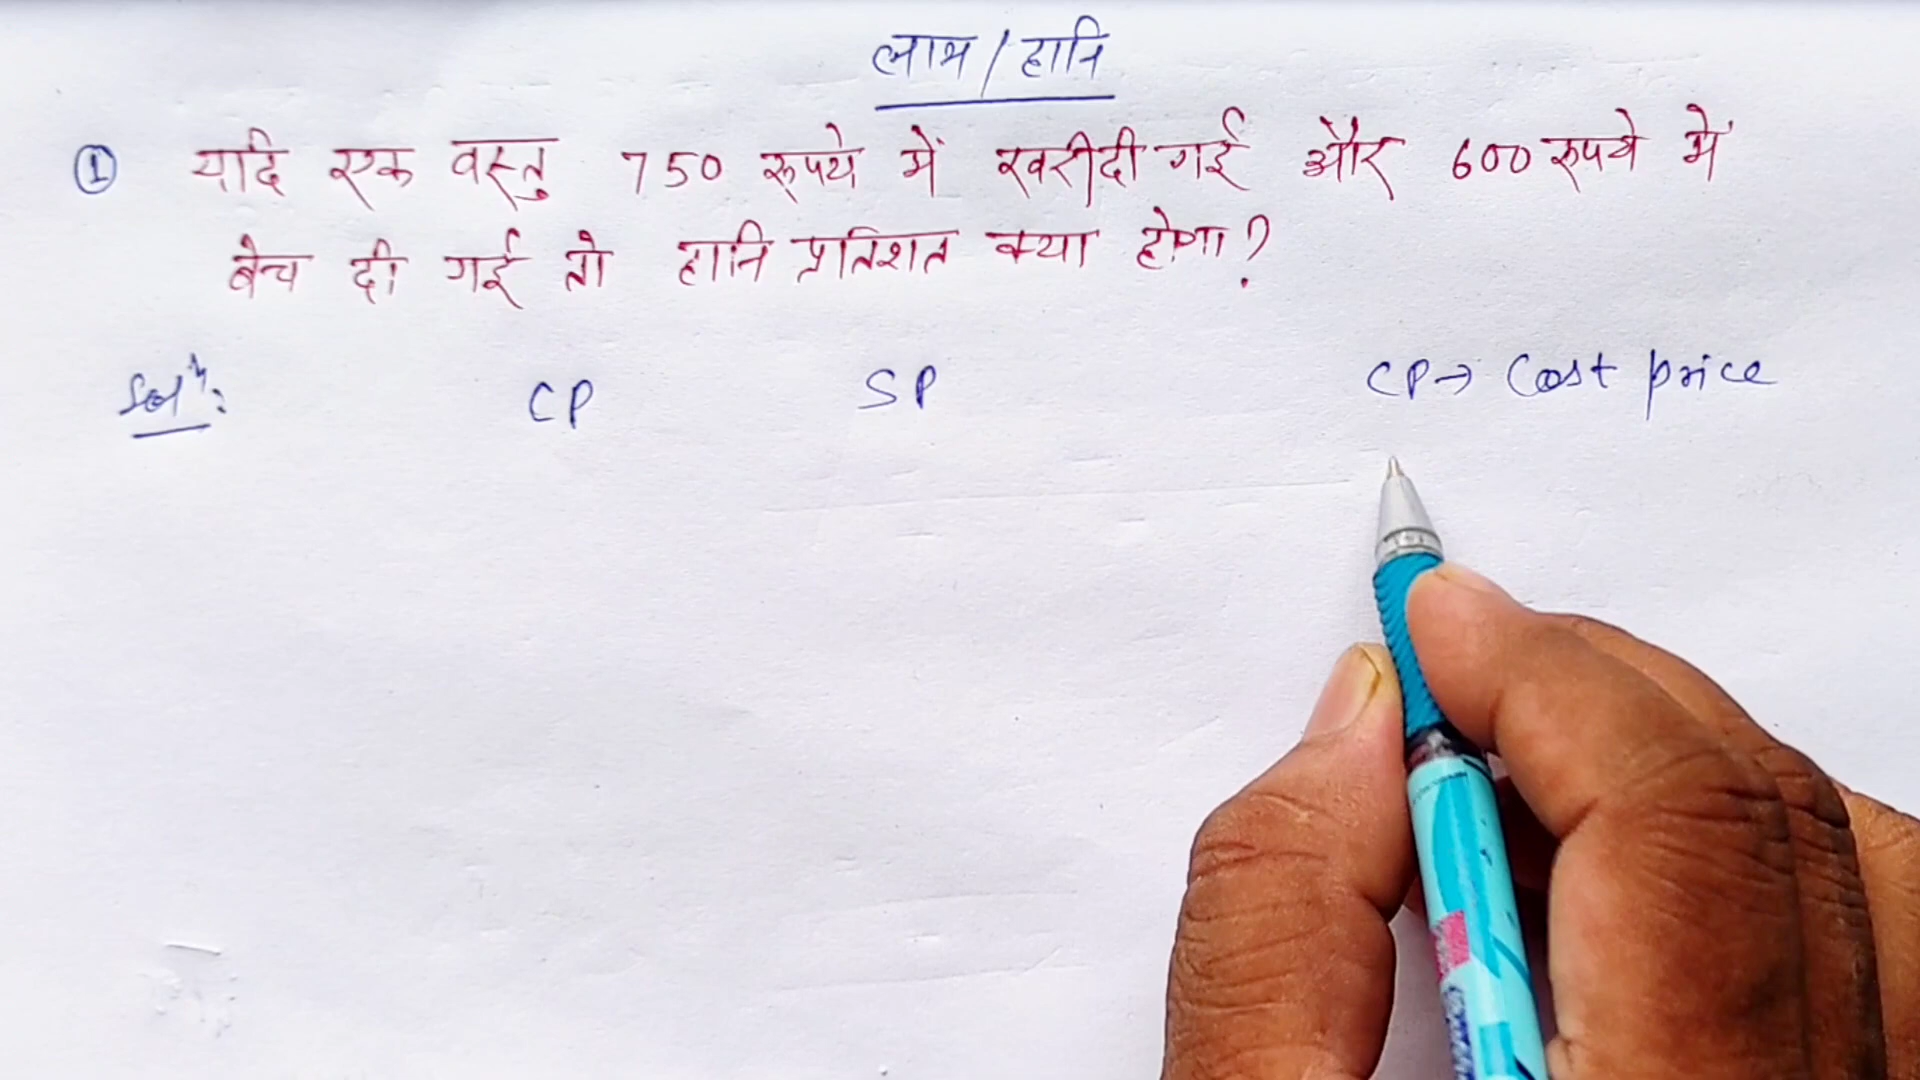 लाभ / हानि
① यदि एक वस्तु 750 रूपये में खरीदी गई और 600 रूपये में
बेच दी गई तो हानि प्रतिशत क्या होगा ?
Solⁿ: CP SP CP → Cost price